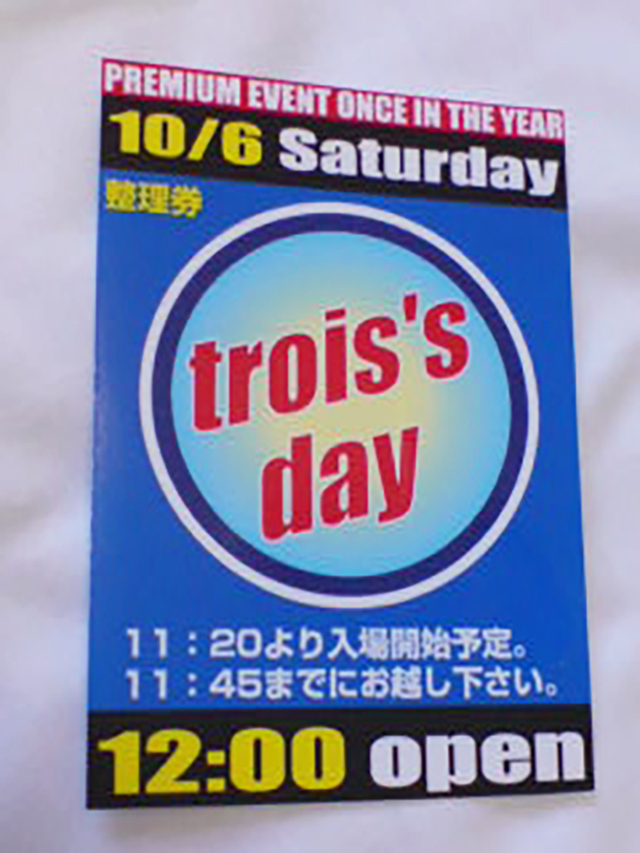 PREMIUM EVENT ONCE IN THE YEAR
10/6 Saturday
整理券
trois's
day
11：20より入場開始予定。
11：45までにお越し下さい。
12:00 open